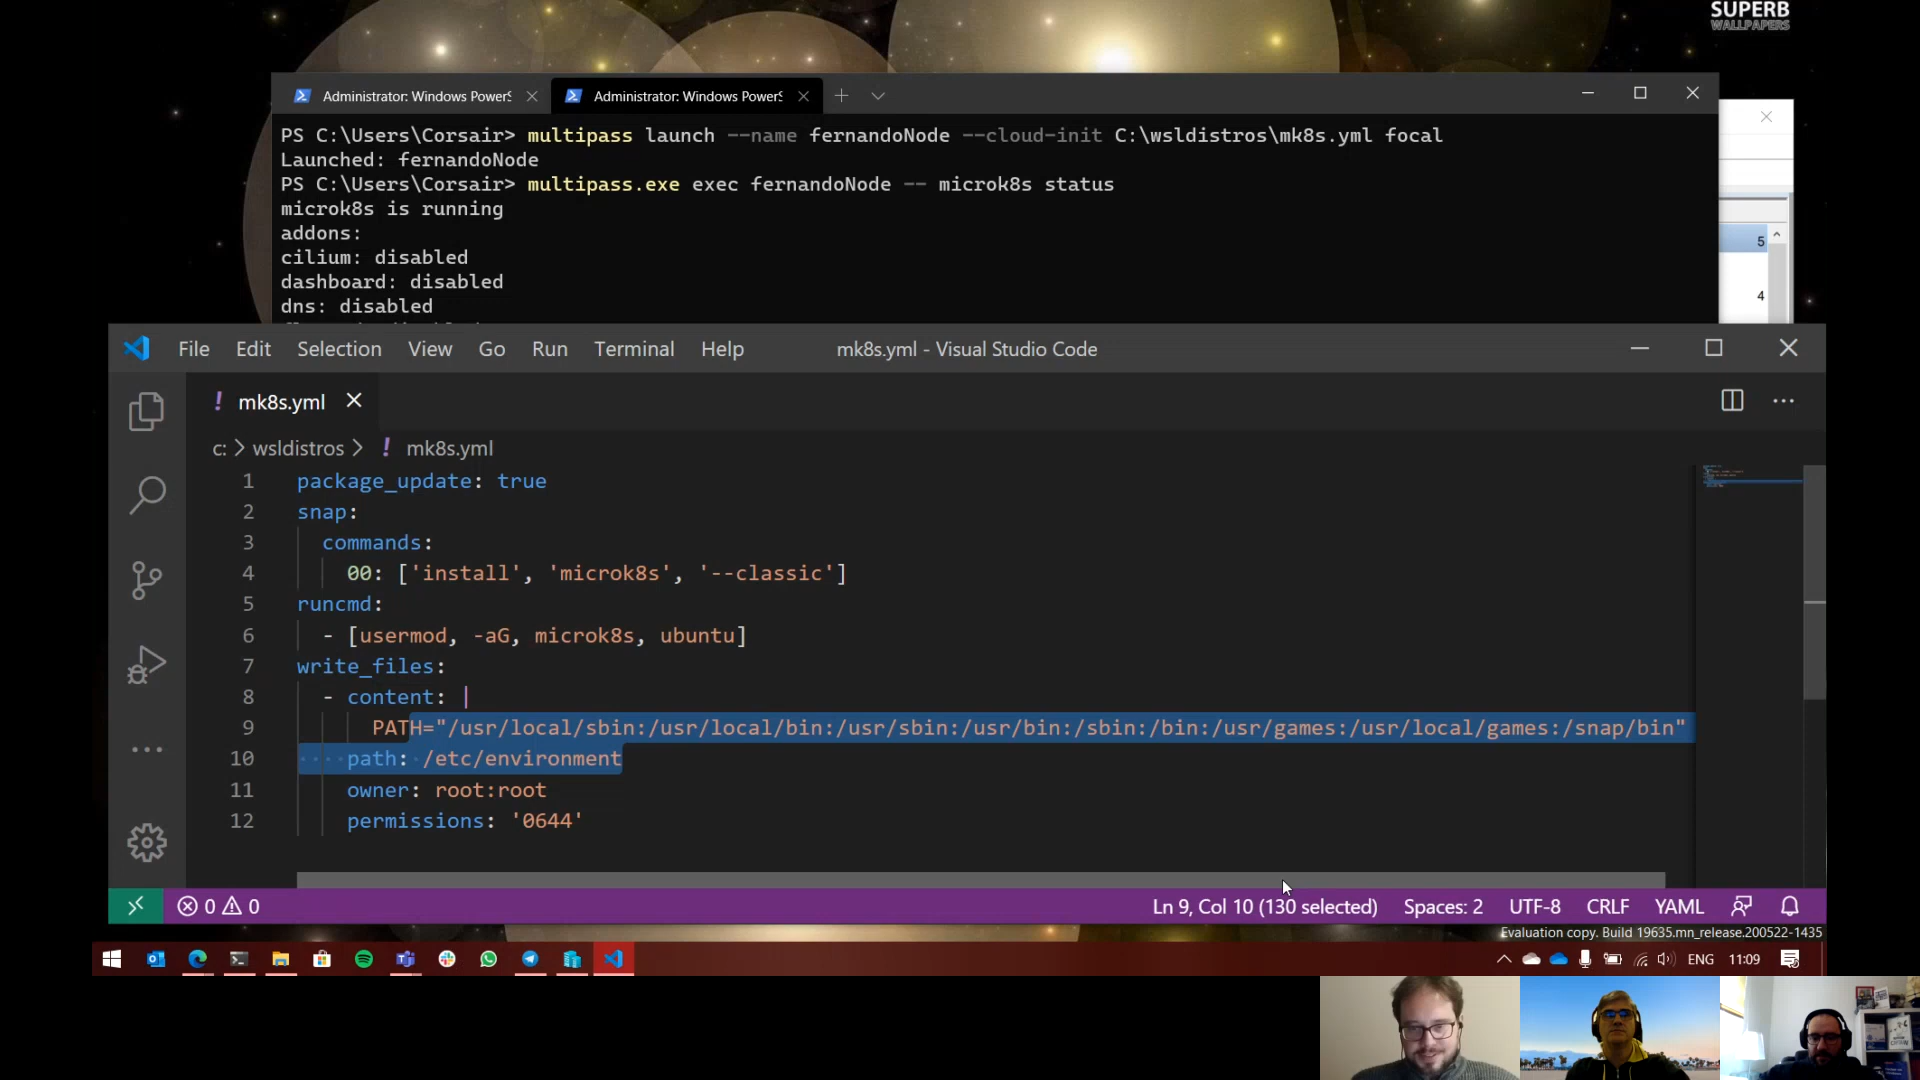 SUPERB
WALLPAPERS
Administrator: Windows PowerS
Administrator: Windows PowerS
PS C:\Users\Corsair> multipass launch --name fernandoNode --cloud-init C:\wsldistros\mk8s.yml focal
Launched: fernandoNode
PS C:\Users\Corsair> multipass.exe exec fernandoNode -- microk8s status
microk8s is running
addons:
cilium: disabled
dashboard: disabled
dns: disabled
5
4
File Edit Selection View Go Run Terminal Help
mk8s.yml - Visual Studio Code
! mk8s.yml
c: > wsldistros > ! mk8s.yml
1 package_update: true
2 snap:
3 commands:
4 00: ['install', 'microk8s', '--classic']
5 runcmd:
6 - [usermod, -aG, microk8s, ubuntu]
7 write_files:
8 - content: |
9 PATH="/usr/local/sbin:/usr/local/bin:/usr/sbin:/usr/bin:/sbin:/bin:/usr/games:/usr/local/games:/snap/bin"
10 path: /etc/environment
11 owner: root:root
12 permissions: '0644'
0 0
Ln 9, Col 10 (130 selected) Spaces: 2 UTF-8 CRLF YAML
Evaluation copy. Build 19635.mn_release.200522-1435
ENG 11:09